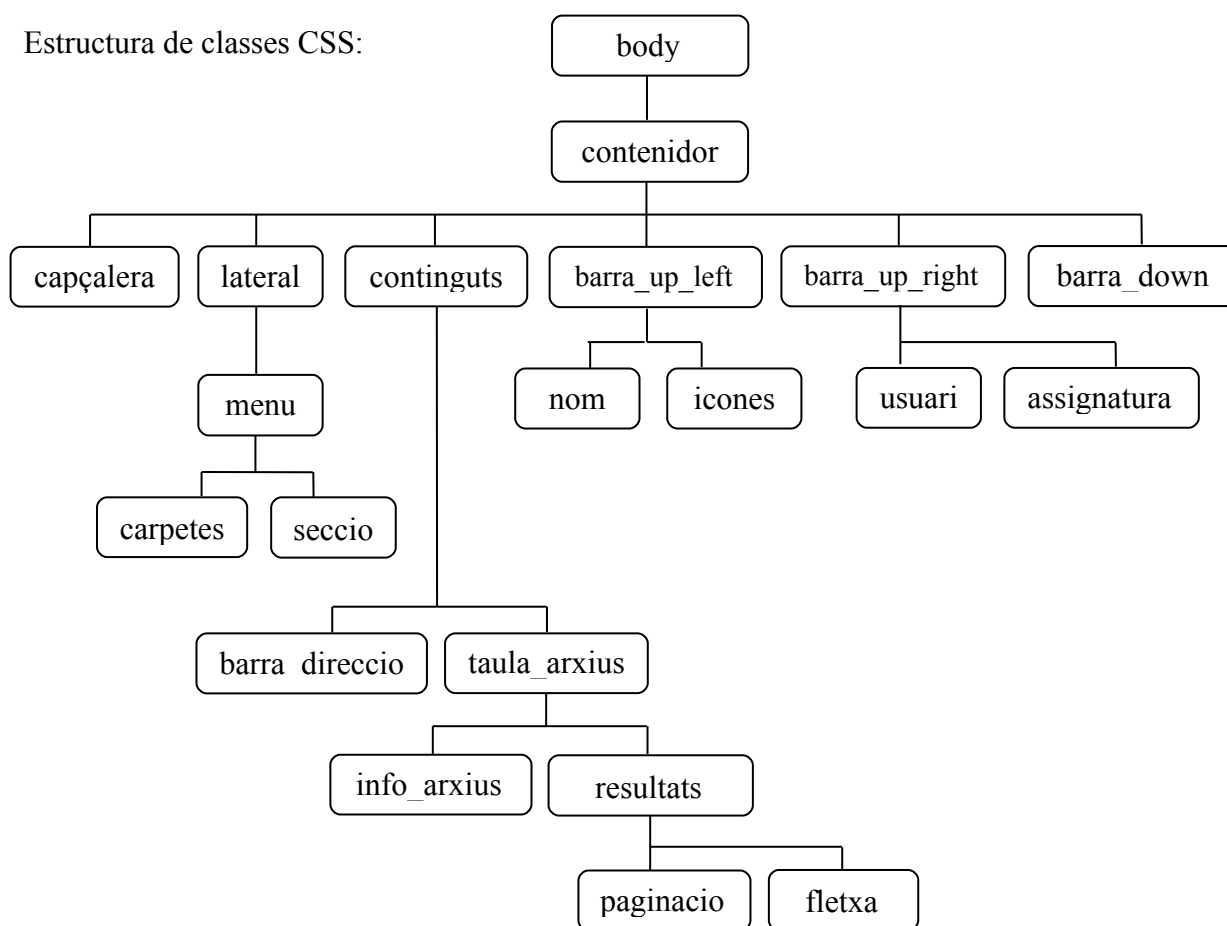 Estructura de classes CSS:
body
contenidor
capçalera
lateral
continguts
barra_up_left
barra_up_right
barra_down
menu
nom
icones
usuari
assignatura
carpetes
seccio
barra_direccio
taula_arxius
info_arxius
resultats
paginacio
fletxa